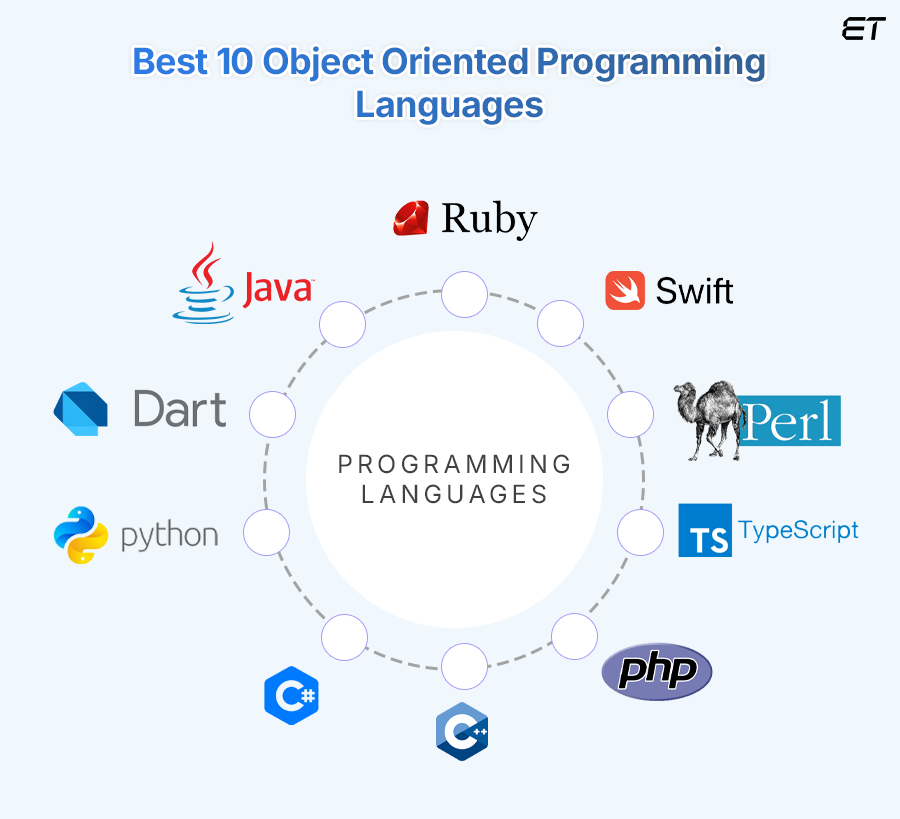 ET
Best 10 Object Oriented Programming
Languages
Ruby
Java
Swift
Dart
Perl
PROGRAMMING
LANGUAGES
python
TS TypeScript
php
C#
C++